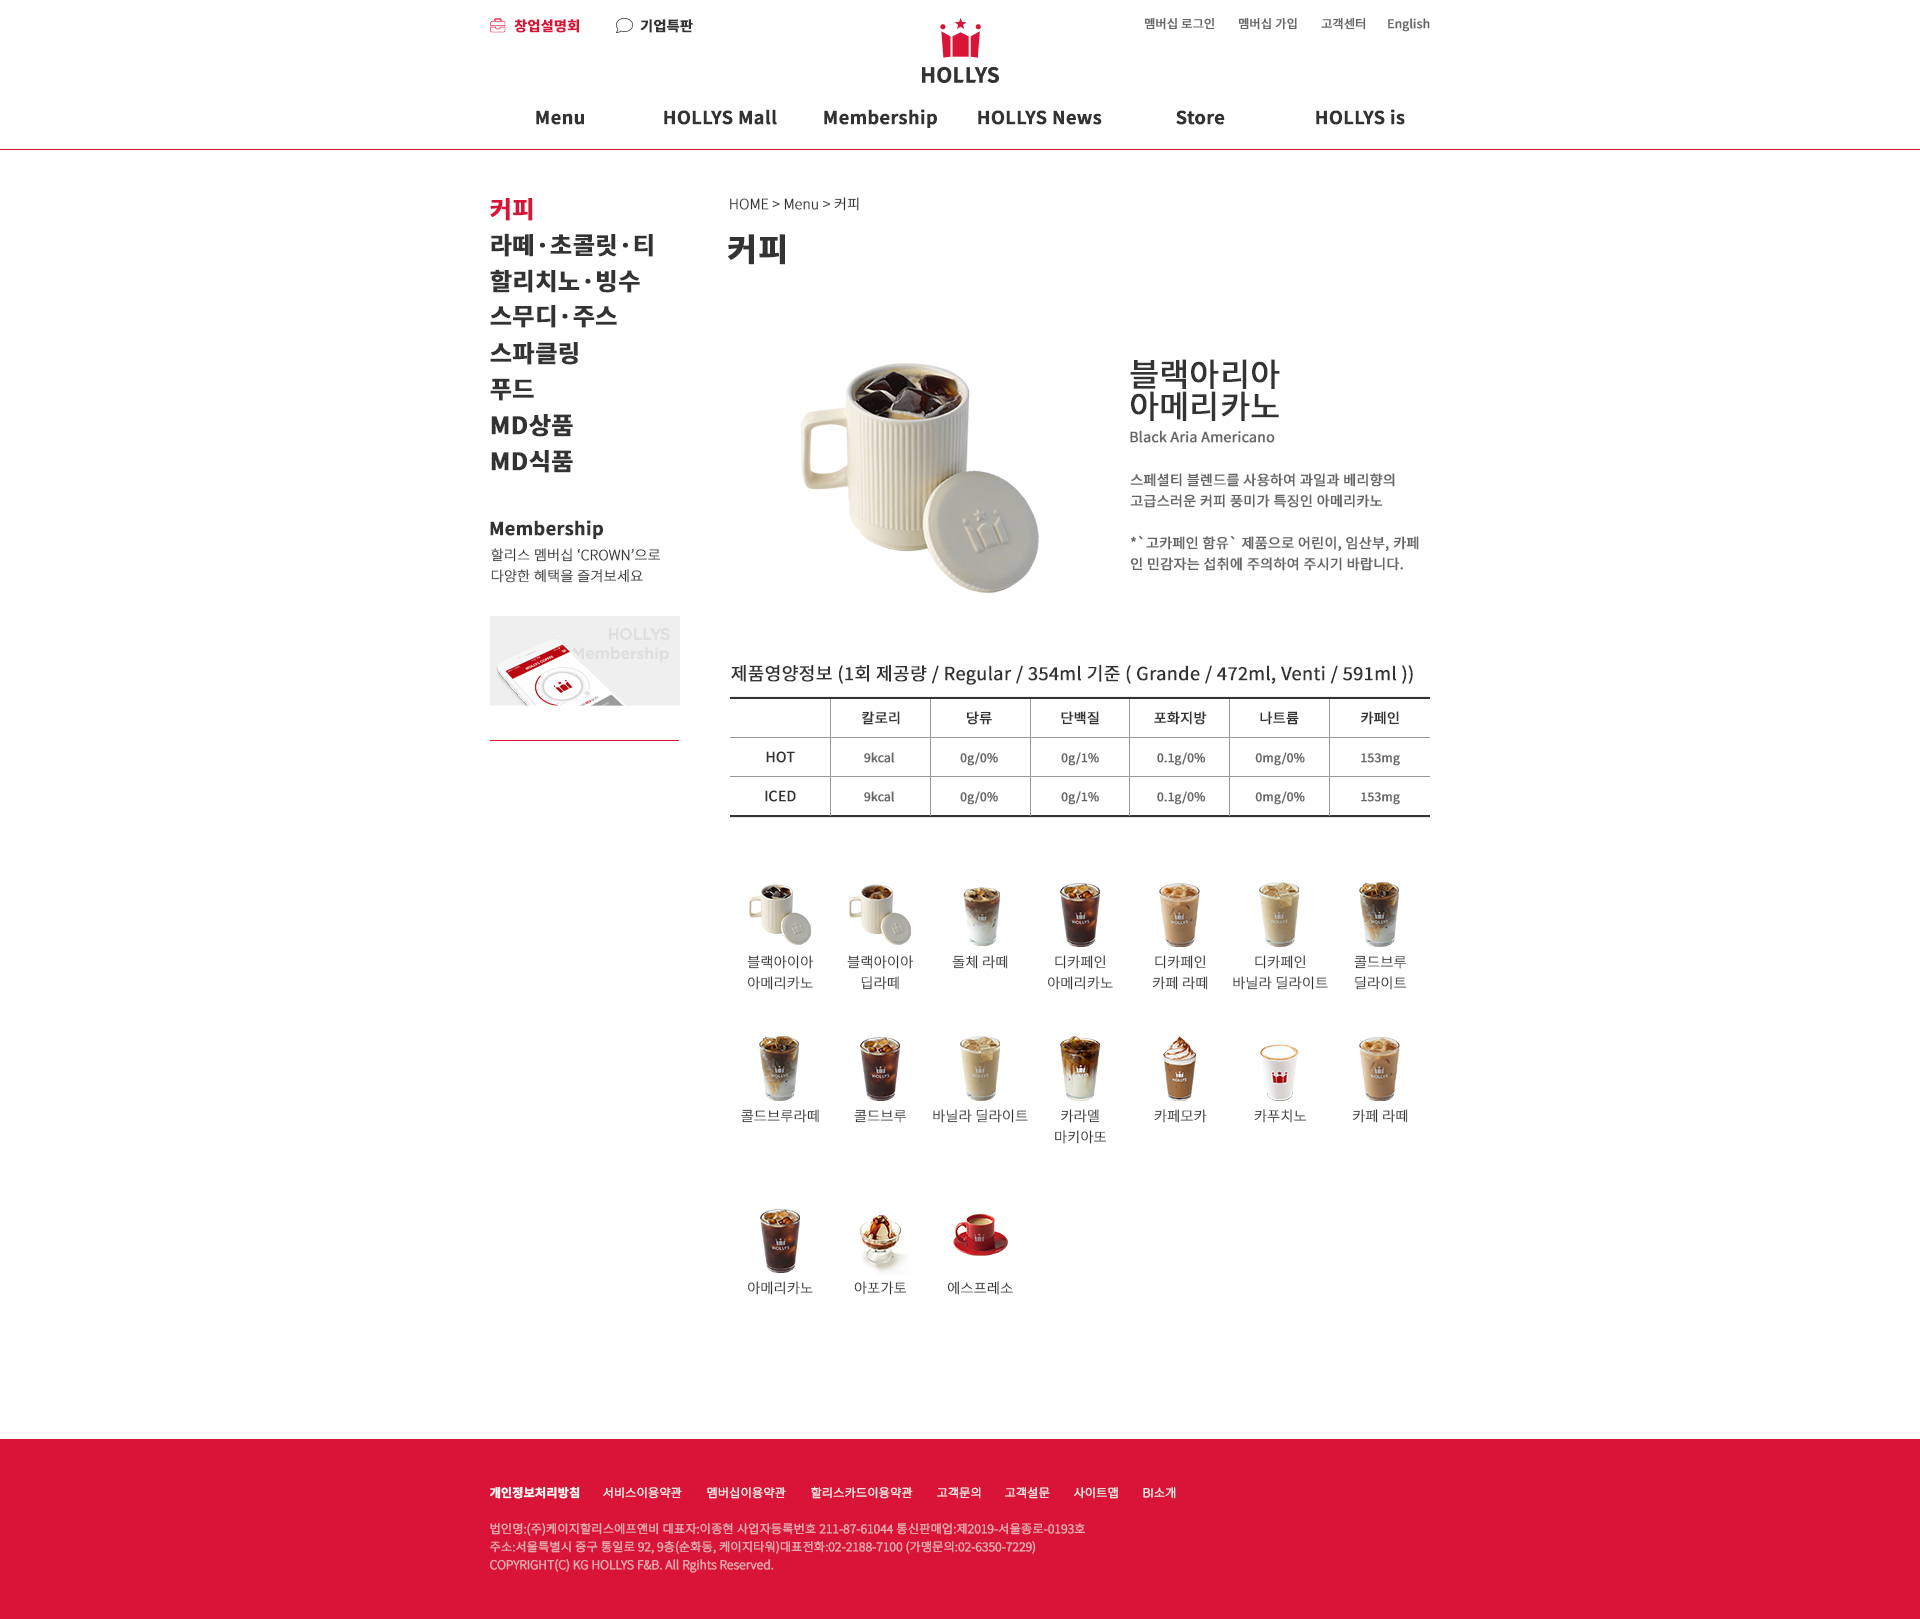 창업설명회 기업특판 멤버십 로그인 멤버십 가입 고객센터 English
HOLLYS
Menu HOLLYS Mall Membership HOLLYS News Store HOLLYS is
커피
라떼·초콜릿·티
할리치노·빙수
스무디·주스
스파클링
푸드
MD상품
MD식품
Membership
할리스 멤버십 ‘CROWN’으로
다양한 혜택을 즐겨보세요
HOLLYS
Membership
HOME > Menu > 커피
커피
블랙아리아
아메리카노
Black Aria Americano
스페셜티 블렌드를 사용하여 과일과 베리향의
고급스러운 커피 풍미가 특징인 아메리카노
*`고카페인 함유` 제품으로 어린이, 임산부, 카페
인 민감자는 섭취에 주의하여 주시기 바랍니다.
제품영양정보 (1회 제공량 / Regular / 354ml 기준 ( Grande / 472ml, Venti / 591ml ))
칼로리 당류 단백질 포화지방 나트륨 카페인
HOT 9kcal 0g/0% 0g/1% 0.1g/0% 0mg/0% 153mg
ICED 9kcal 0g/0% 0g/1% 0.1g/0% 0mg/0% 153mg
블랙아이아 아메리카노
블랙아이아 딥라떼
돌체 라떼
디카페인 아메리카노
디카페인 카페 라떼
디카페인 바닐라 딜라이트
콜드브루 딜라이트
콜드브루라떼
콜드브루
바닐라 딜라이트
카라멜 마키아또
카페모카
카푸치노
카페 라떼
아메리카노
아포가토
에스프레소
개인정보처리방침 서비스이용약관 멤버십이용약관 할리스카드이용약관 고객문의 고객설문 사이트맵 BI소개
법인명:(주)케이지할리스에프앤비 대표자:이종현 사업자등록번호 211-87-61044 통신판매업:제2019-서울종로-0193호
주소:서울특별시 중구 통일로 92, 9층(순화동, 케이지타워)대표전화:02-2188-7100 (가맹문의:02-6350-7229)
COPYRIGHT(C) KG HOLLYS F&B. All Rgihts Reserved.